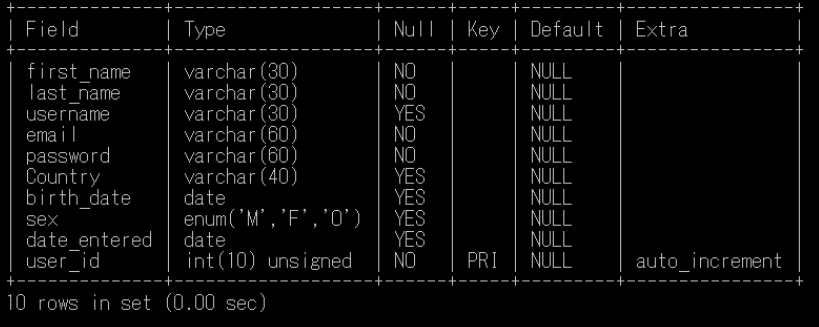 +--------------+-------------------+------+-----+---------+----------------+
| Field        | Type              | Null | Key | Default | Extra          |
+--------------+-------------------+------+-----+---------+----------------+
| first_name   | varchar(30)       | NO   |     | NULL    |                |
| last_name    | varchar(30)       | NO   |     | NULL    |                |
| username     | varchar(30)       | YES  |     | NULL    |                |
| email        | varchar(60)       | NO   |     | NULL    |                |
| password     | varchar(60)       | NO   |     | NULL    |                |
| Country      | varchar(40)       | YES  |     | NULL    |                |
| birth_date   | date              | YES  |     | NULL    |                |
| sex          | enum('M','F','O') | YES  |     | NULL    |                |
| date_entered | date              | YES  |     | NULL    |                |
| user_id      | int(10) unsigned  | NO   | PRI | NULL    | auto_increment |
+--------------+-------------------+------+-----+---------+----------------+
10 rows in set (0.00 sec)